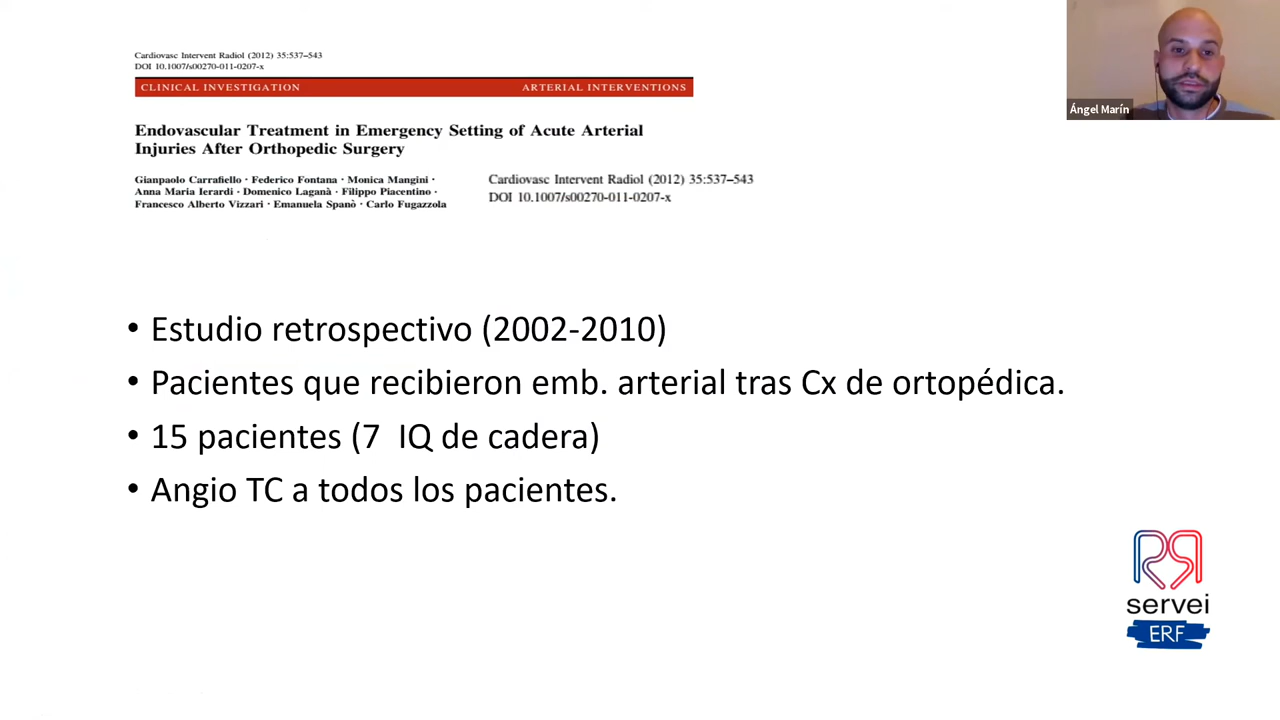 Cardiovasc Intervent Radiol (2012) 35:537–543
DOI 10.1007/s00270-011-0207-x
CLINICAL INVESTIGATION ARTERIAL INTERVENTIONS
Endovascular Treatment in Emergency Setting of Acute Arterial
Injuries After Orthopedic Surgery
Gianpaolo Carrafiello · Federico Fontana · Monica Mangini ·
Anna Maria Ierardi · Domenico Laganà · Filippo Piacentino ·
Francesco Alberto Vizzari · Emanuela Spanò · Carlo Fugazzola
Cardiovasc Intervent Radiol (2012) 35:537–543
DOI 10.1007/s00270-011-0207-x
Ángel Marín
• Estudio retrospectivo (2002-2010)
• Pacientes que recibieron emb. arterial tras Cx de ortopédica.
• 15 pacientes (7 IQ de cadera)
• Angio TC a todos los pacientes.
servei
ERF